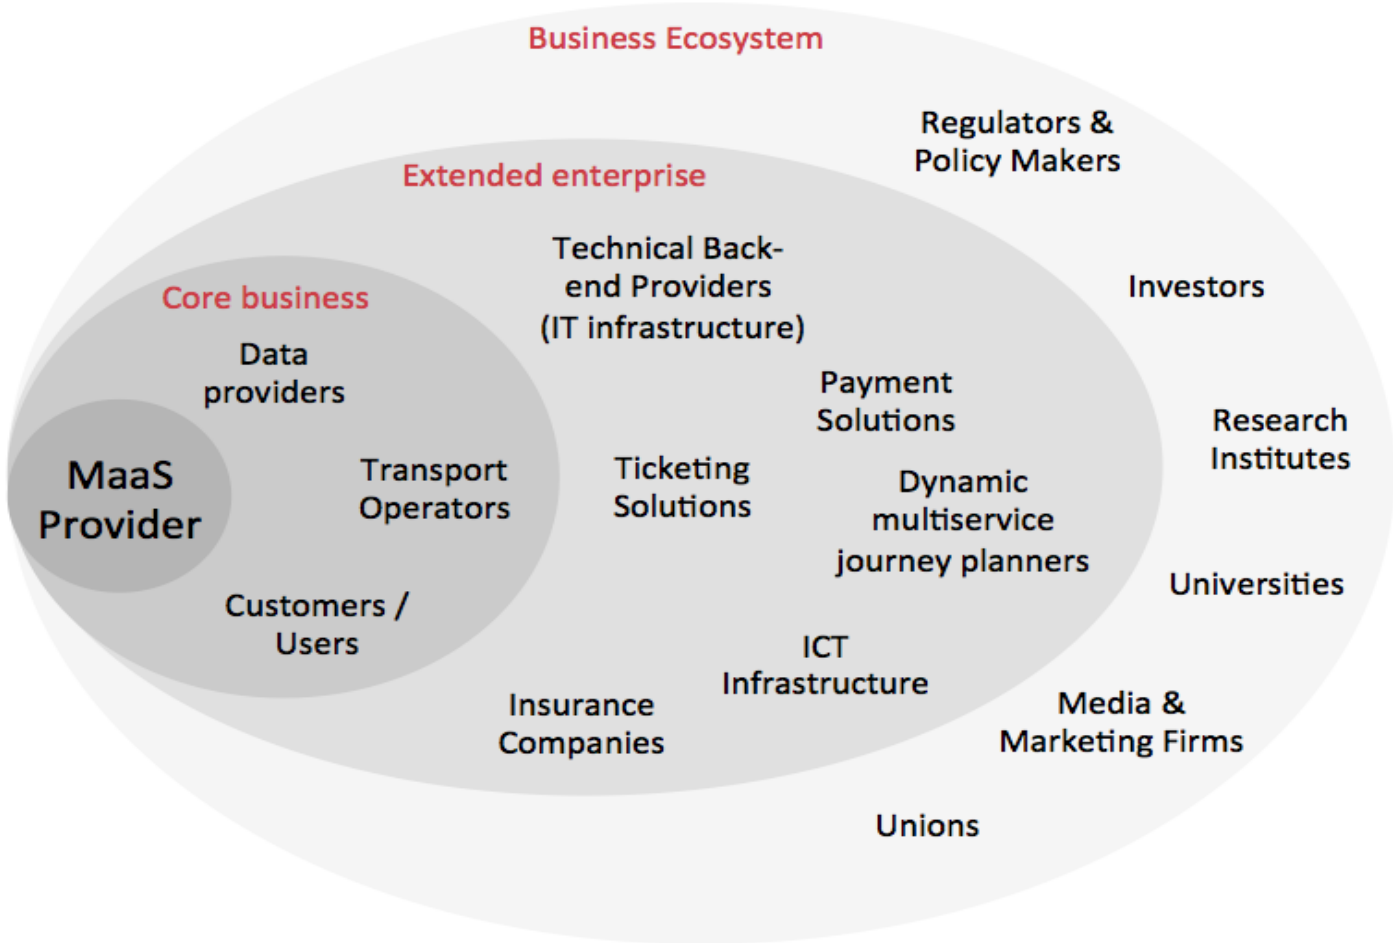 Business Ecosystem
Regulators &
Policy Makers
Extended enterprise
Technical Back-
end Providers
(IT infrastructure)
Investors
Core business
Data
providers
Payment
Solutions
Research
Institutes
MaaS
Provider
Transport
Operators
Ticketing
Solutions
Dynamic
multiservice
journey planners
Universities
Customers /
Users
ICT
Infrastructure
Insurance
Companies
Media &
Marketing Firms
Unions